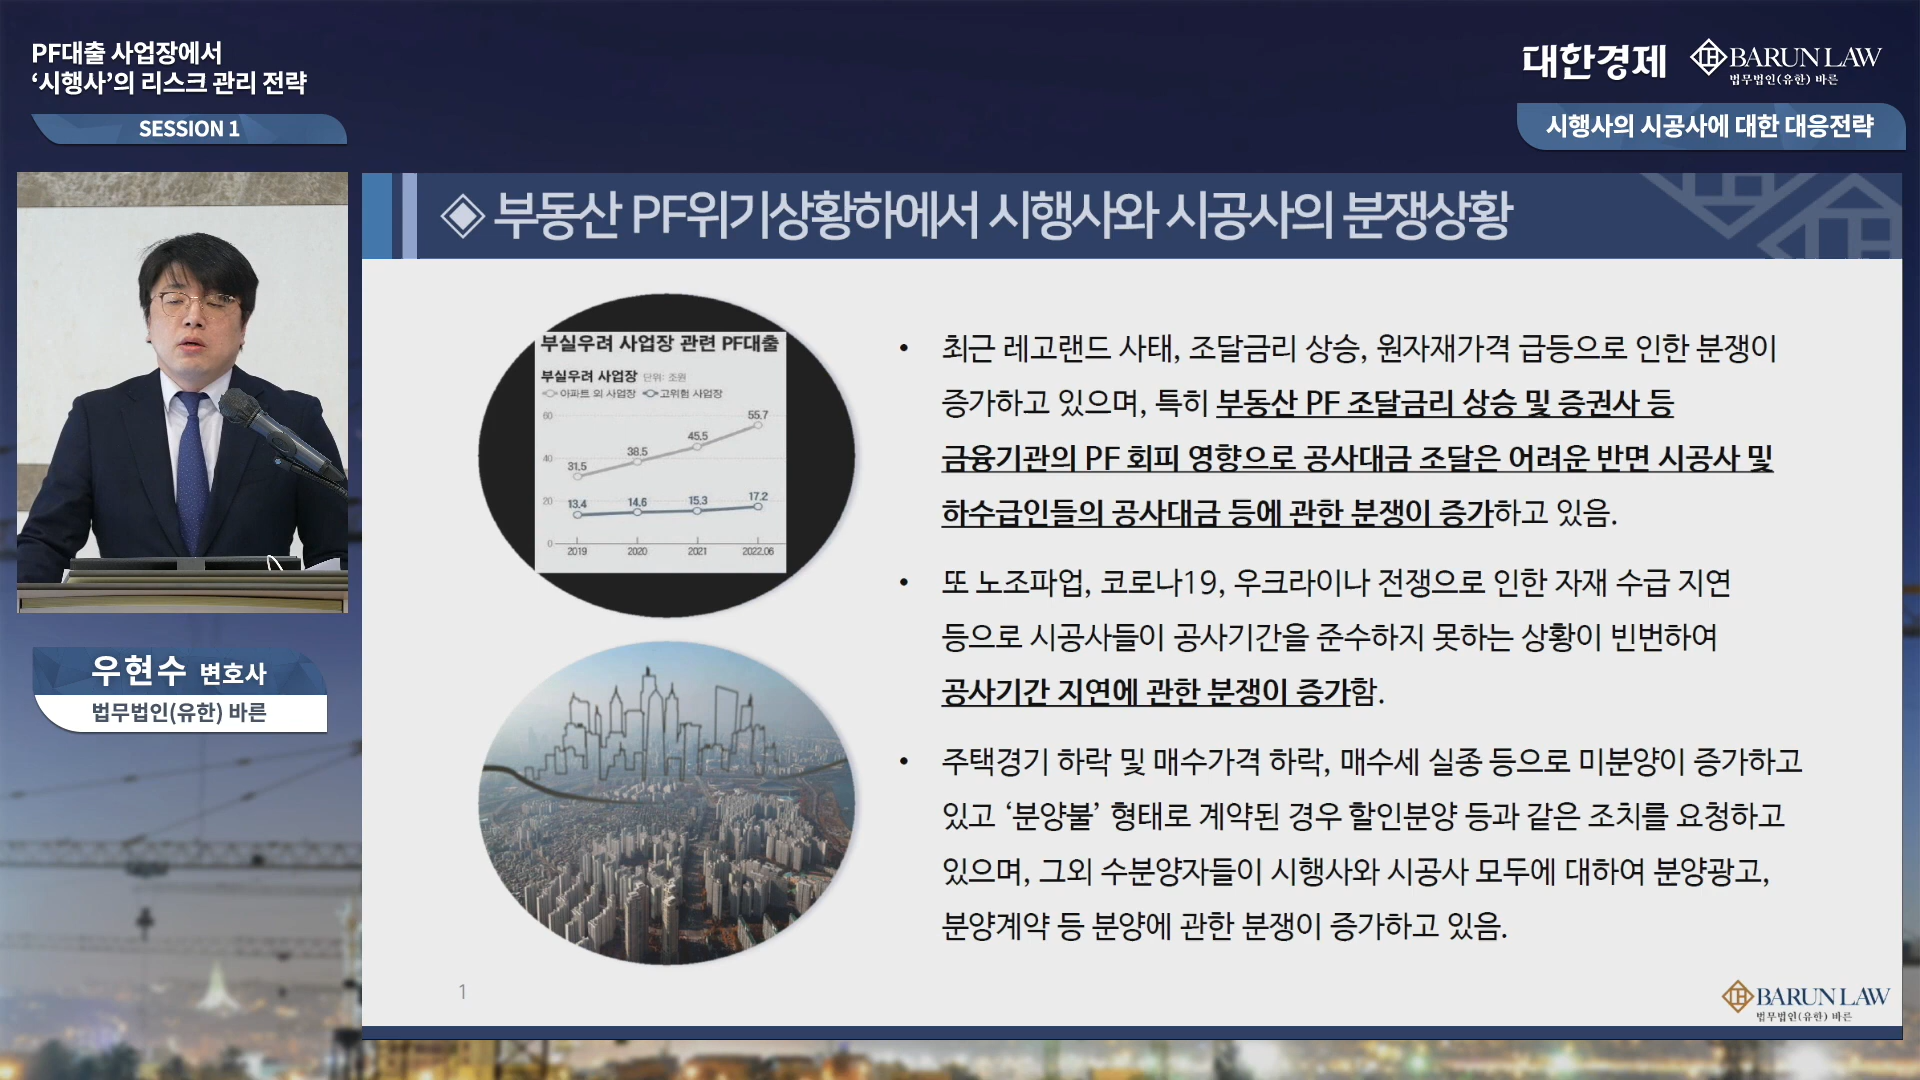 PF대출 사업장에서
‘시행사’의 리스크 관리 전략
SESSION 1
대한경제
BARUN LAW
법무법인(유한) 바른
시행사의 시공사에 대한 대응전략
우현수 변호사
법무법인(유한) 바른
부동산 PF위기상황하에서 시행사와 시공사의 분쟁상황
부실우려 사업장 관련 PF대출
부실우려 사업장 단위: 조원
아파트 외 사업장 고위험 사업장
60
40
20
0
31.5
38.5
45.5
55.7
13.4
14.6
15.3
17.2
2019 2020 2021 2022.06
• 최근 레고랜드 사태, 조달금리 상승, 원자재가격 급등으로 인한 분쟁이
증가하고 있으며, 특히 부동산 PF 조달금리 상승 및 증권사 등
금융기관의 PF 회피 영향으로 공사대금 조달은 어려운 반면 시공사 및
하수급인들의 공사대금 등에 관한 분쟁이 증가하고 있음.
• 또 노조파업, 코로나19, 우크라이나 전쟁으로 인한 자재 수급 지연
등으로 시공사들이 공사기간을 준수하지 못하는 상황이 빈번하여
공사기간 지연에 관한 분쟁이 증가함.
• 주택경기 하락 및 매수가격 하락, 매수세 실종 등으로 미분양이 증가하고
있고 ‘분양불’ 형태로 계약된 경우 할인분양 등과 같은 조치를 요청하고
있으며, 그외 수분양자들이 시행사와 시공사 모두에 대하여 분양광고,
분양계약 등 분양에 관한 분쟁이 증가하고 있음.
1
BARUN LAW
법무법인(유한) 바른